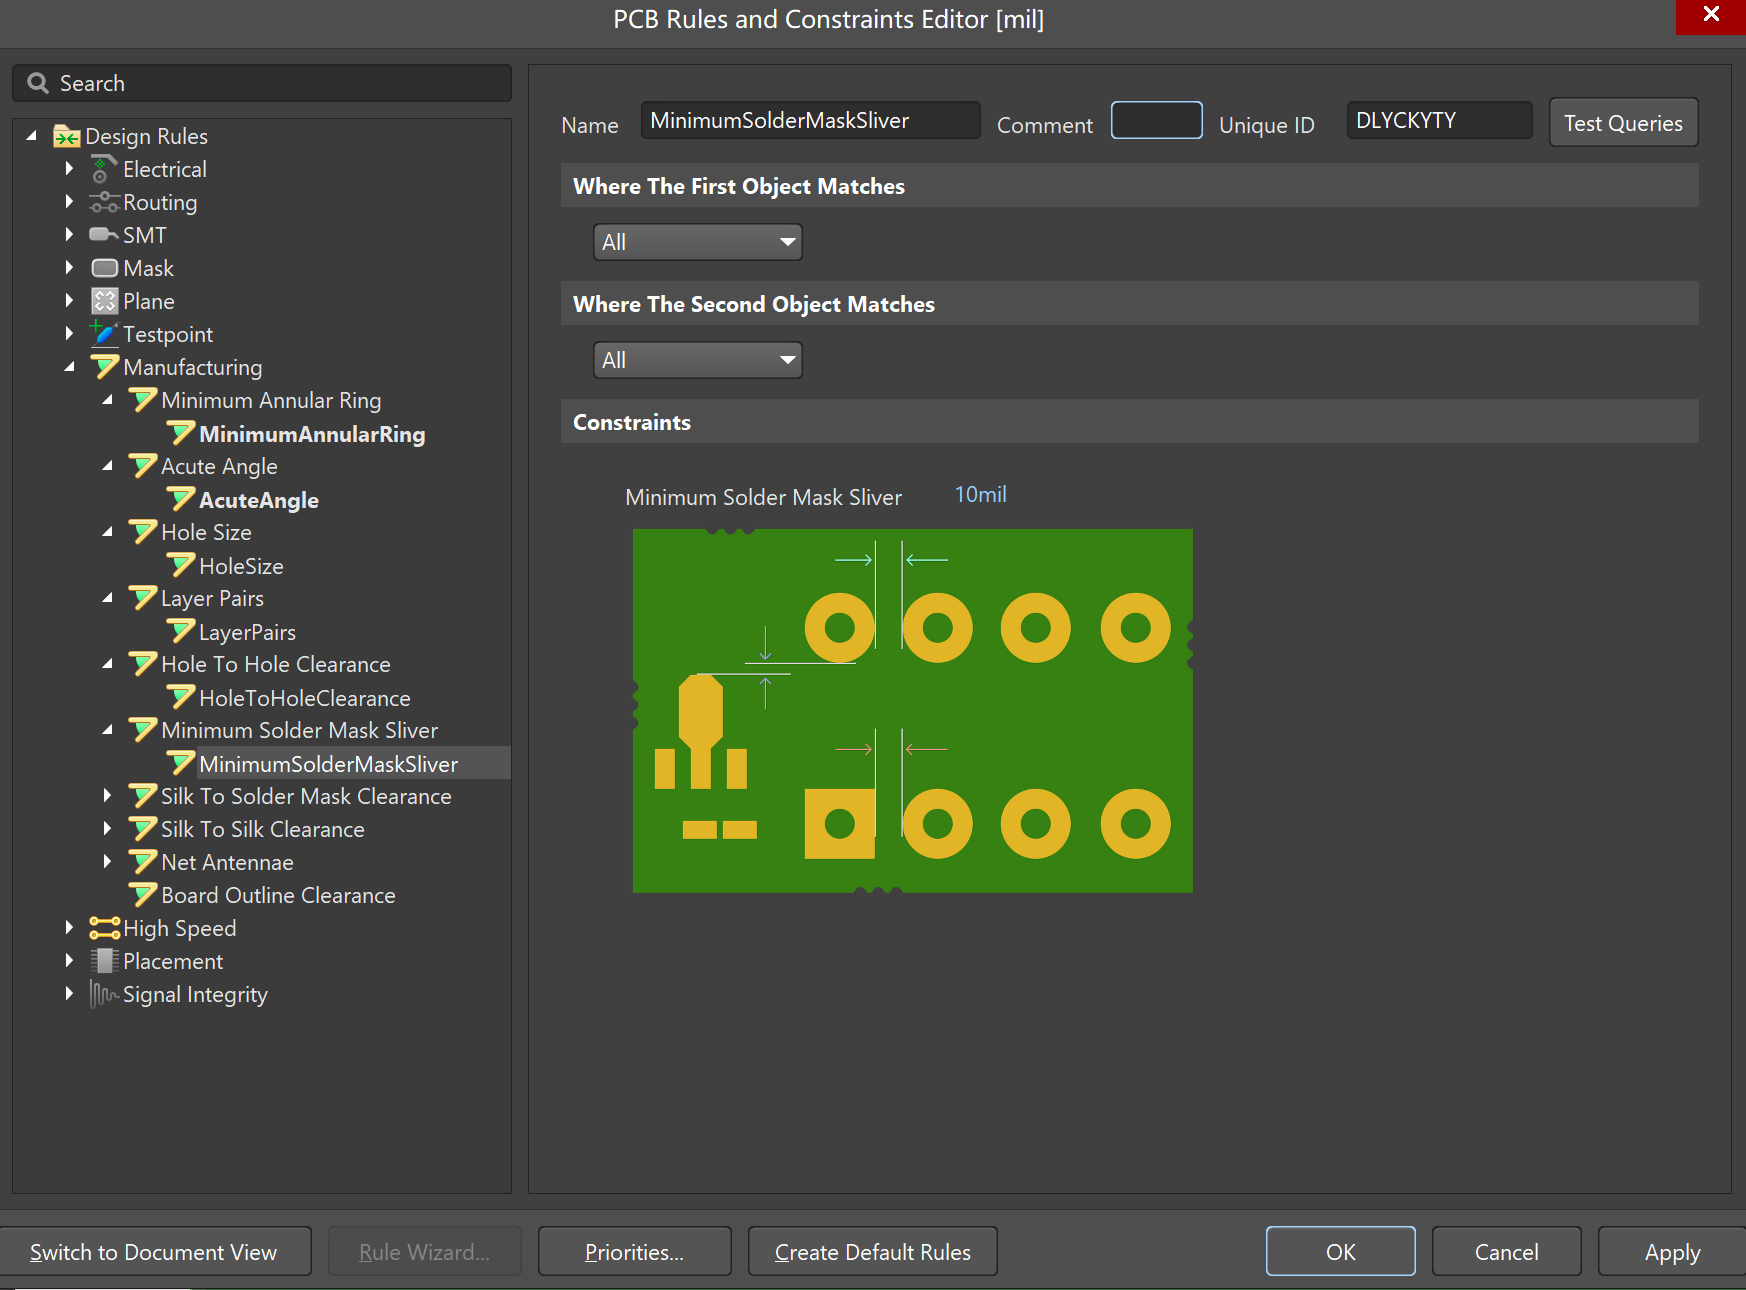 PCB Rules and Constraints Editor [mil]
Search
Design Rules
Electrical
Routing
SMT
Mask
Plane
Testpoint
Manufacturing
Minimum Annular Ring
MinimumAnnularRing
Acute Angle
AcuteAngle
Hole Size
HoleSize
Layer Pairs
LayerPairs
Hole To Hole Clearance
HoleToHoleClearance
Minimum Solder Mask Sliver
MinimumSolderMaskSliver
Silk To Solder Mask Clearance
Silk To Silk Clearance
Net Antennae
Board Outline Clearance
High Speed
Placement
Signal Integrity
Name MinimumSolderMaskSliver Comment Unique ID DLYCKYTY Test Queries
Where The First Object Matches
All
Where The Second Object Matches
All
Constraints
Minimum Solder Mask Sliver 10mil
Switch to Document View Rule Wizard... Priorities... Create Default Rules OK Cancel Apply